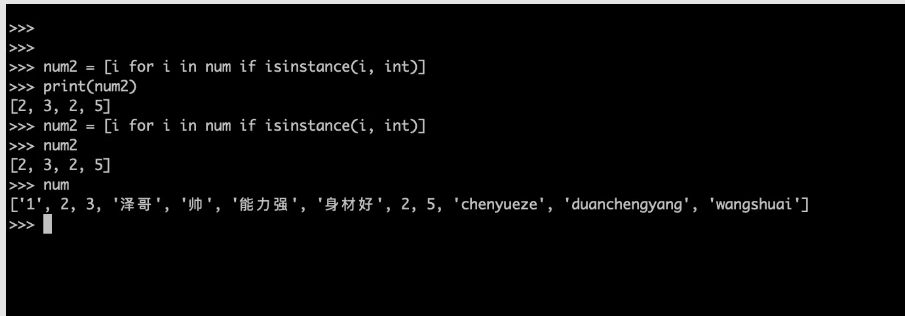 >>>
>>>
>>> num2 = [i for i in num if isinstance(i, int)]
>>> print(num2)
[2, 3, 2, 5]
>>> num2 = [i for i in num if isinstance(i, int)]
>>> num2
[2, 3, 2, 5]
>>> num
['1', 2, 3, '泽哥', '帅', '能力强', '身材好', 2, 5, 'chenyueze', 'duanchengyang', 'wangshuai']
>>>